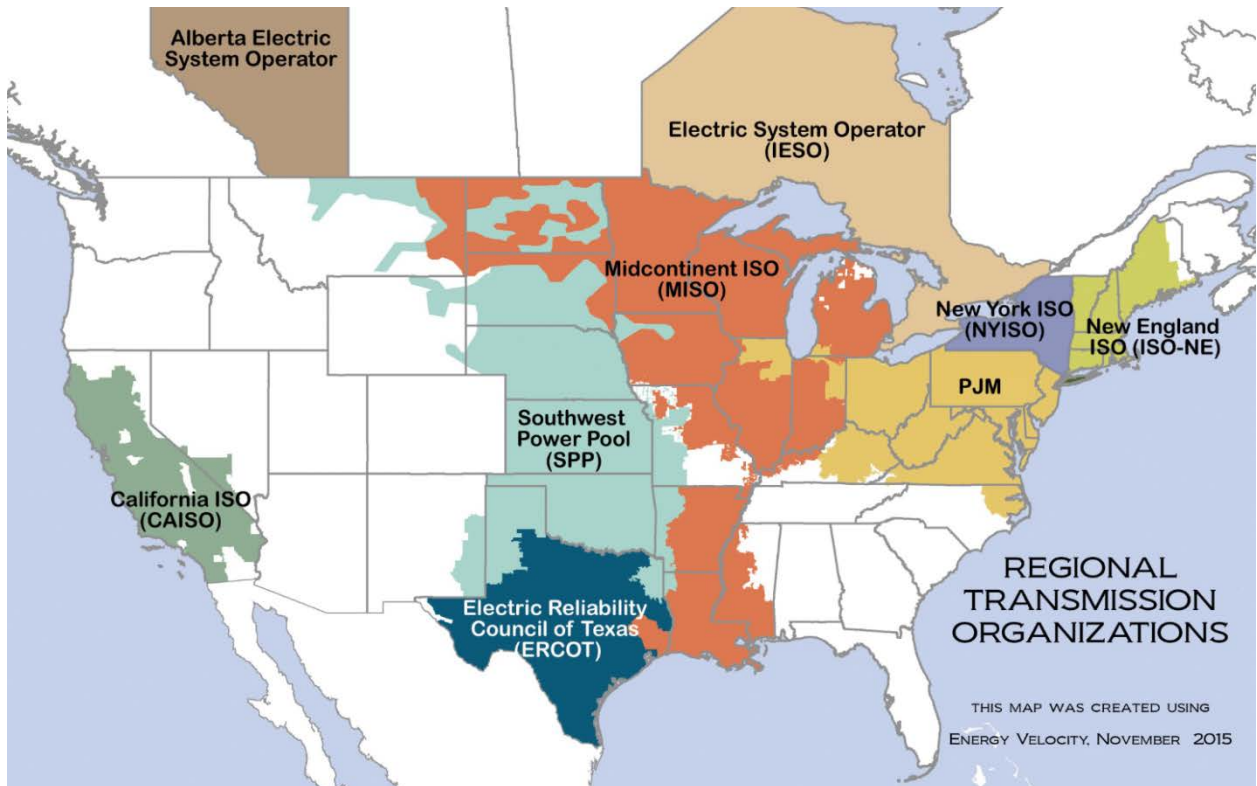 Alberta Electric
System Operator
Electric System Operator
(IESO)
Midcontinent ISO
(MISO)
New York ISO
(NYISO)
New England
ISO (ISO-NE)
PJM
Southwest
Power Pool
(SPP)
California ISO
(CAISO)
Electric Reliability
Council of Texas
(ERCOT)
REGIONAL
TRANSMISSION
ORGANIZATIONS
THIS MAP WAS CREATED USING
ENERGY VELOCITY, NOVEMBER 2015